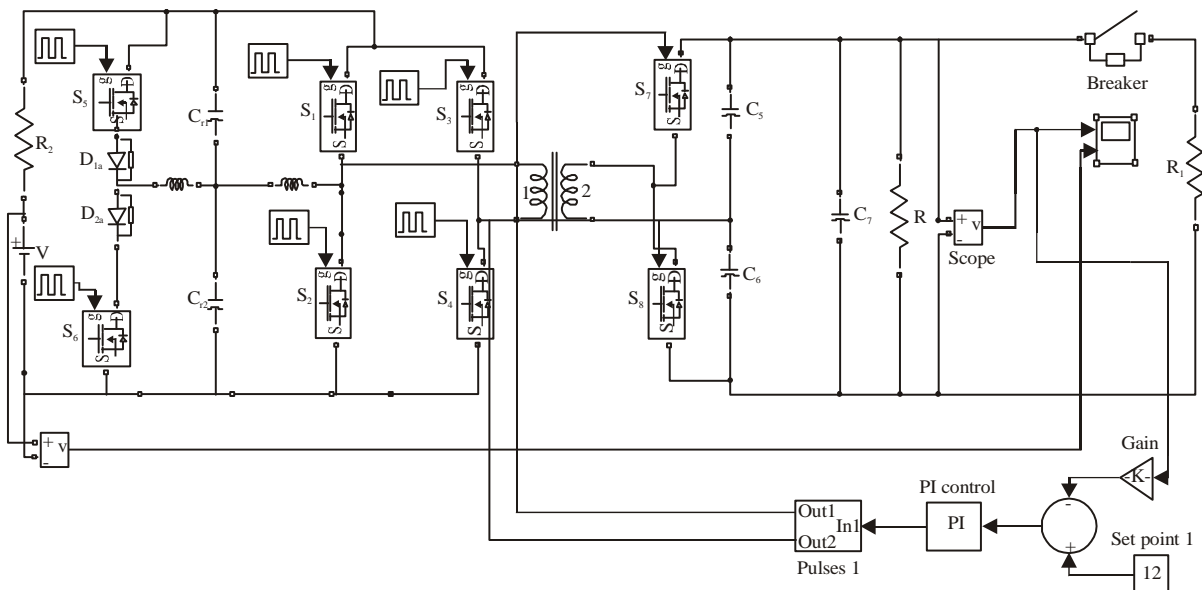 S5
g
D
S
S1
g
D
S
S3
g
D
S
S7
g
D
S
Breaker
R2
Cr1
C5
D1a
D2a
1
2
C7
R
+
-
v
Scope
R1
+
V
Cr2
S2
g
D
S
S4
g
D
S
S8
g
D
S
C6
S6
g
D
S
+
-
v
Gain
-K-
PI control
Out1
Out2
In1
PI
-
+
Set point 1
12
Pulses 1